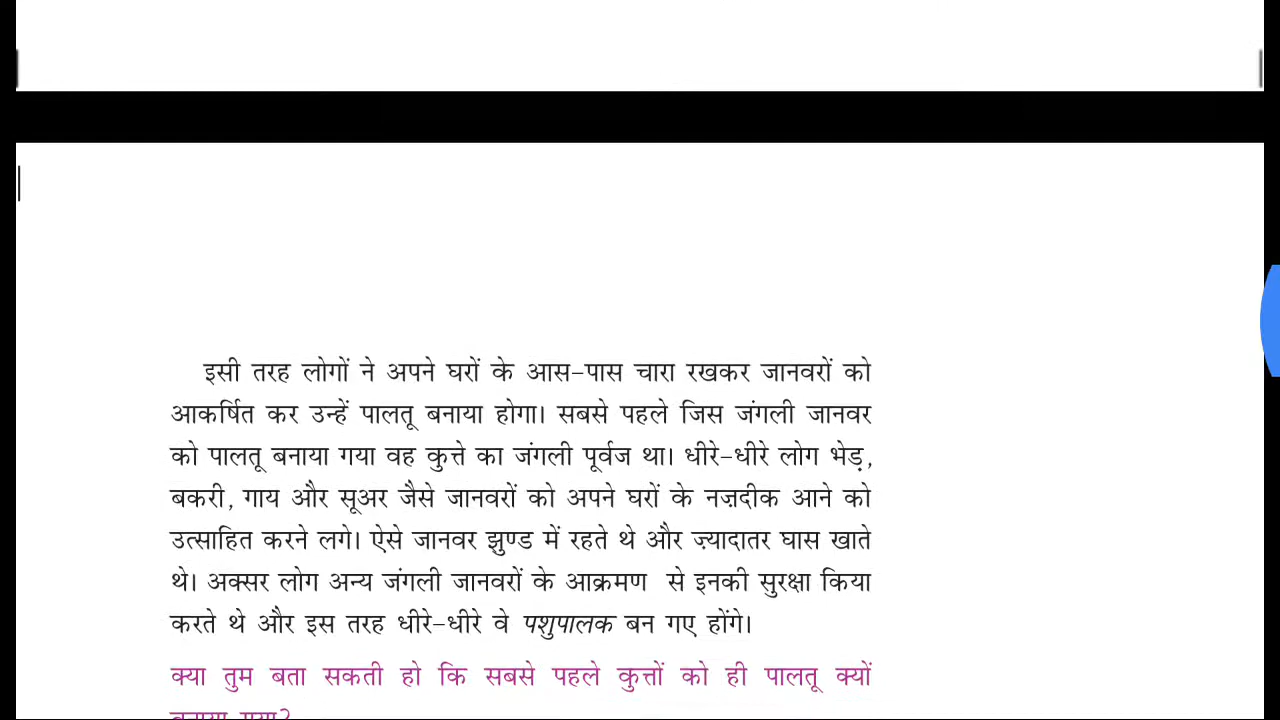 इसी तरह लोगों ने अपने घरों के आस-पास चारा रखकर जानवरों को
आकर्षित कर उन्हें पालतू बनाया होगा। सबसे पहले जिस जंगली जानवर
को पालतू बनाया गया वह कुत्ते का जंगली पूर्वज था। धीरे-धीरे लोग भेड़,
बकरी, गाय और सूअर जैसे जानवरों को अपने घरों के नज़दीक आने को
उत्साहित करने लगे। ऐसे जानवर झुण्ड में रहते थे और ज़्यादातर घास खाते
थे। अक्सर लोग अन्य जंगली जानवरों के आक्रमण से इनकी सुरक्षा किया
करते थे और इस तरह धीरे-धीरे वे पशुपालक बन गए होंगे।
क्या तुम बता सकती हो कि सबसे पहले कुत्तों को ही पालतू क्यों
बनाया गया?